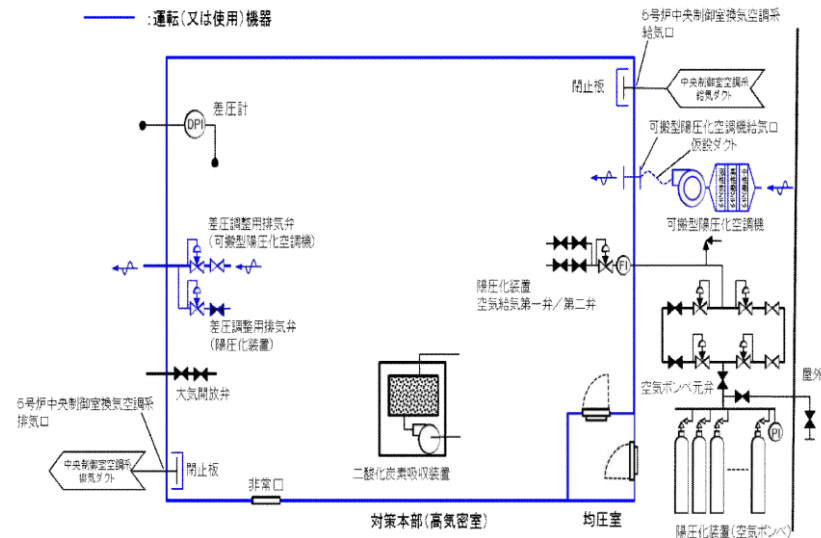 ：運転(又は使用)機器
5号炉中央制御室換気空調系
給気口
閉止板
中央制御室空調系
給気ダクト
差圧計
DPI
可搬型陽圧化空調機給気口
仮設ダクト
可搬型陽圧化空調機
差圧調整用排気弁
(可搬型陽圧化空調機)
陽圧化装置
空気給気第一弁／第二弁
FI
差圧調整用排気弁
(陽圧化装置)
大気開放弁
空気ボンベ元弁
屋外
5号炉中央制御室換気空調系
排気口
PI
中央制御室空調系
排気ダクト
閉止板
二酸化炭素吸収装置
非常口
対策本部(高気密室)
均圧室
陽圧化装置(空気ボンベ)